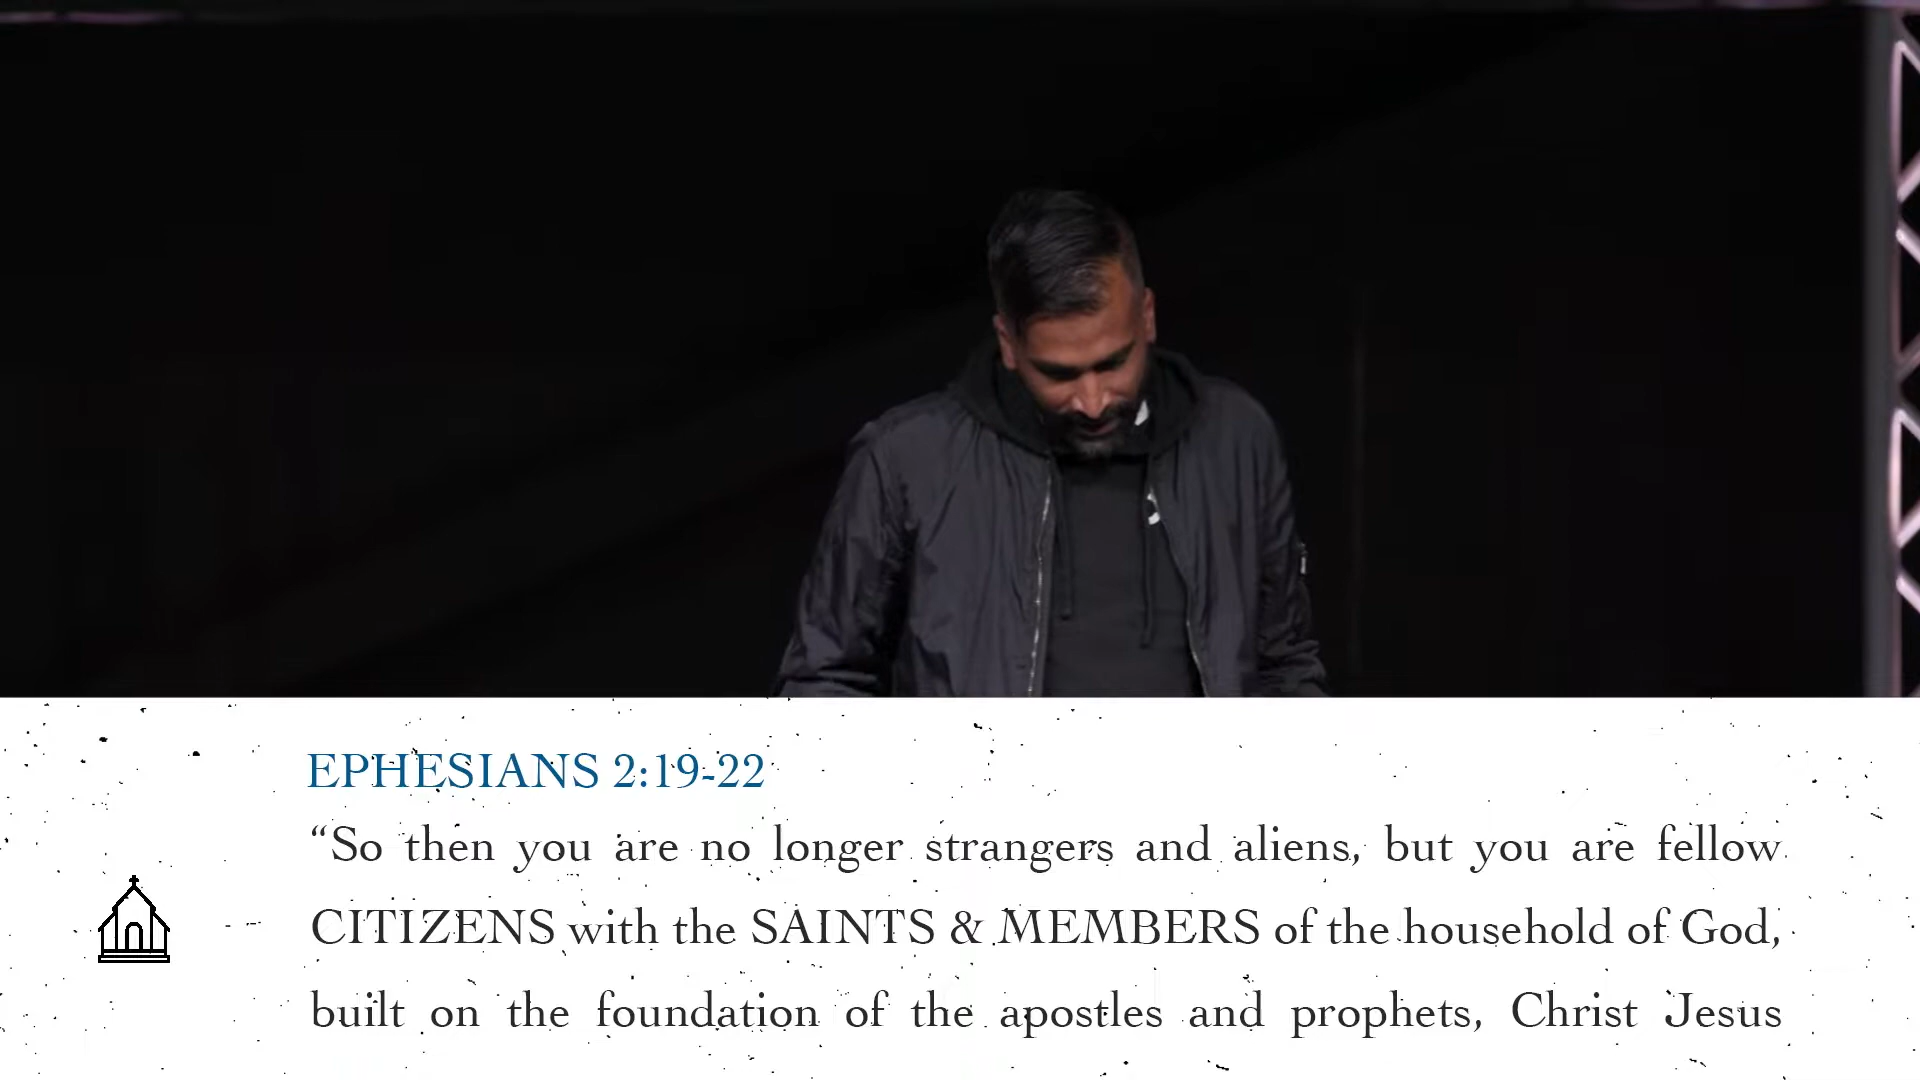 EPHESIANS 2:19-22
“So then you are no longer strangers and aliens, but you are fellow
CITIZENS with the SAINTS & MEMBERS of the household of God,
built on the foundation of the apostles and prophets, Christ Jesus